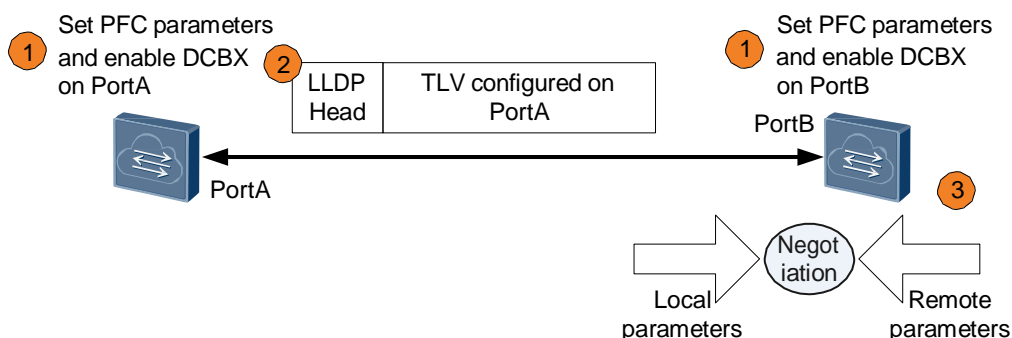 1
Set PFC parameters
and enable DCBX
on PortA
2
LLDP
Head
TLV configured on
PortA
1
Set PFC parameters
and enable DCBX
on PortB
PortB
PortA
3
Negot
iation
Local
parameters
Remote
parameters